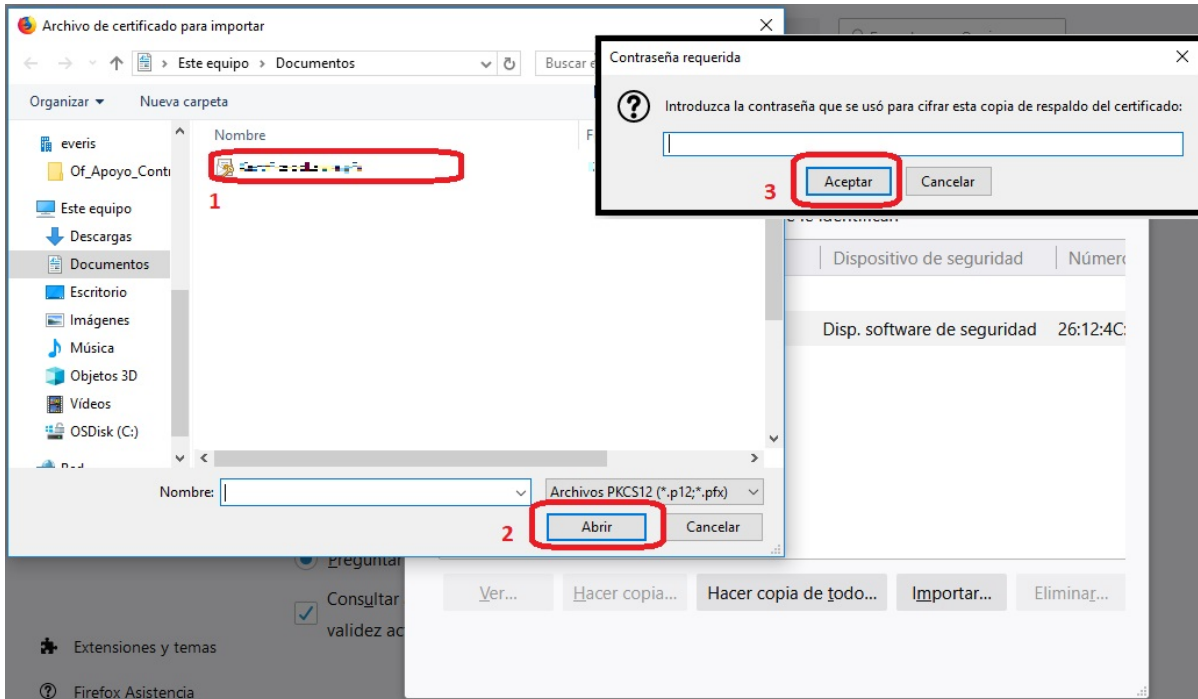 Archivo de certificado para importar
Este equipo > Documentos
Buscar e
Organizar
Nueva carpeta
everis
Of_Apoyo_Contr
Este equipo
Descargas
Documentos
Escritorio
Imágenes
Música
Objetos 3D
Vídeos
OSDisk (C:)
Nombre
F
1
Nombre:
Archivos PKCS12 (*.p12;*.pfx)
2
Abrir
Cancelar
Contraseña requerida
Introduzca la contraseña que se usó para cifrar esta copia de respaldo del certificado:
3
Aceptar
Cancelar
Dispositivo de seguridad
Número
Disp. software de seguridad
26:12:4C:
Preguntar
Consultar
validez ac
Ver...
Hacer copia...
Hacer copia de todo...
Importar...
Eliminar...
Extensiones y temas
Firefox Asistencia